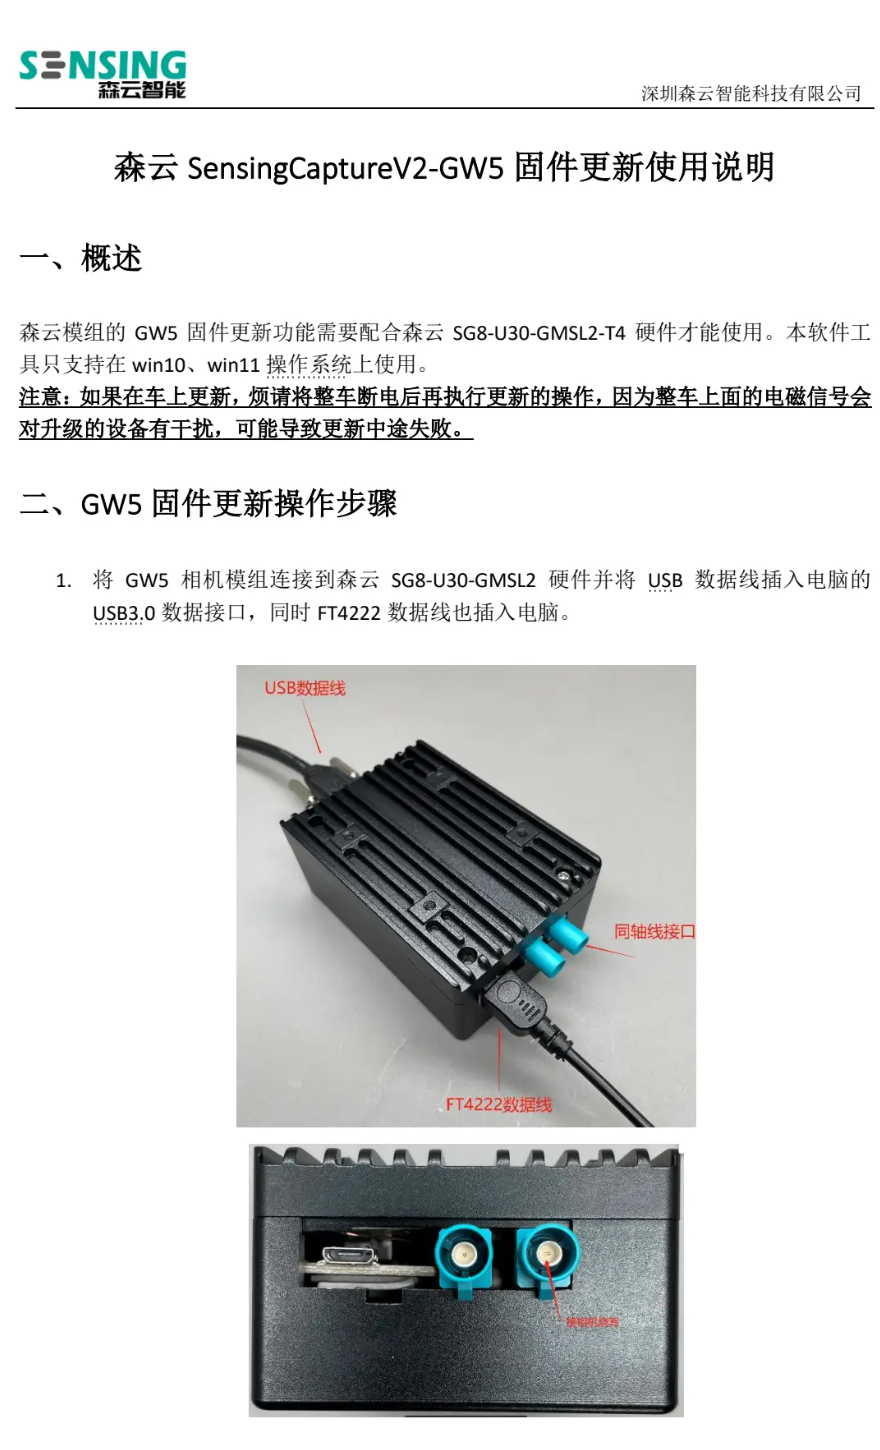 SENSING
森云智能
深圳森云智能科技有限公司
森云 SensingCaptureV2-GW5 固件更新使用说明
一、概述
森云模组的 GW5 固件更新功能需要配合森云 SG8-U30-GMSL2-T4 硬件才能使用。本软件工
具只支持在 win10、win11 操作系统上使用。
注意：如果在车上更新，烦请将整车断电后再执行更新的操作，因为整车上面的电磁信号会
对升级的设备有干扰，可能导致更新中途失败。
二、GW5 固件更新操作步骤
1. 将 GW5 相机模组连接到森云 SG8-U30-GMSL2 硬件并将 USB 数据线插入电脑的
USB3.0 数据接口，同时 FT4222 数据线也插入电脑。
USB数据线
同轴线接口
FT4222数据线